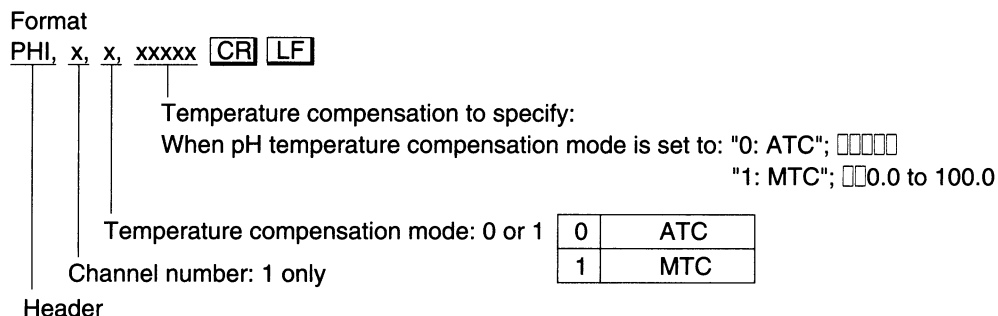 Format
PHI, x, x, xxxxx CR LF
Temperature compensation to specify:
When pH temperature compensation mode is set to: "0: ATC"; □□□□□
"1: MTC"; □□0.0 to 100.0
Temperature compensation mode: 0 or 1
0 ATC
1 MTC
Channel number: 1 only
Header